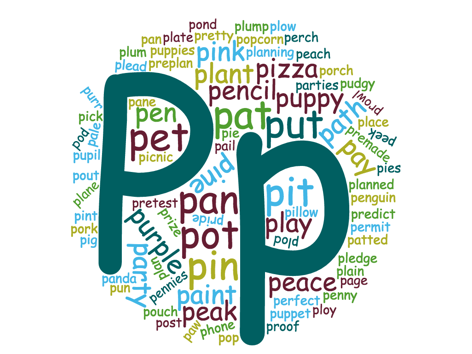 pond plump plow
pan plate pretty popcorn perch
plum puppies pink planning peach
plead preplan plant pizza porch
purr pencil parties pudgy
pane puppy prowl
pick pen pat put path place peek
pod pale pet pie premade
pupil picnic pail pay pies
pout pine planned
plane Pp pit penguin
pint pretest prize pan pride pillow predict
pork purple pot play permit
pig patted
party plan pin pledge
panda pennies peace plain
pun paint perfect page
pouch peak puppet penny
post paw phone proof ploy
pop